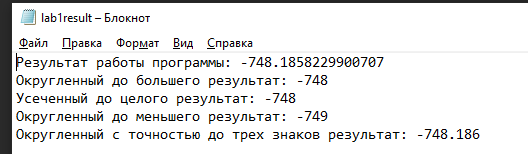 lab1result – Блокнот
Файл Правка Формат Вид Справка
Результат работы программы: -748.1858229900707
Округленный до большего результат: -748
Усеченный до целого результат: -748
Округленный до меньшего результат: -749
Округленный с точностью до трех знаков результат: -748.186